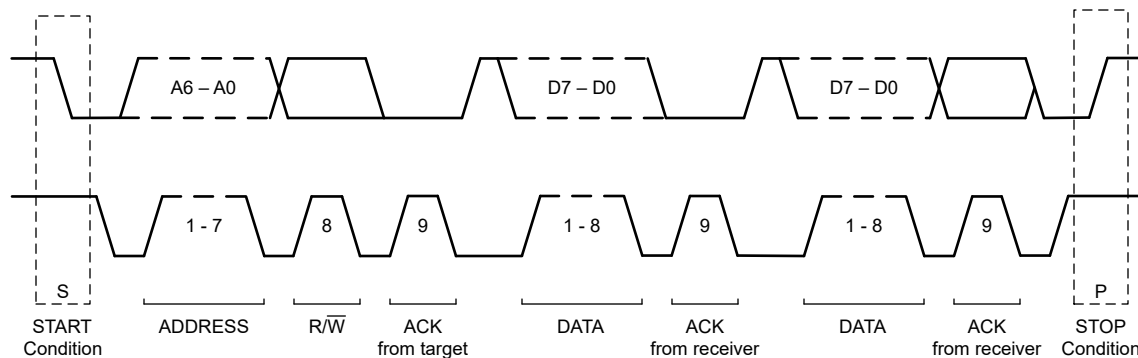 A6 – A0
D7 – D0
D7 – D0
1 - 7
8
9
1 - 8
9
1 - 8
9
S
P
START
Condition
ADDRESS
R/W̅
ACK
from target
DATA
ACK
from receiver
DATA
ACK
from receiver
STOP
Condition